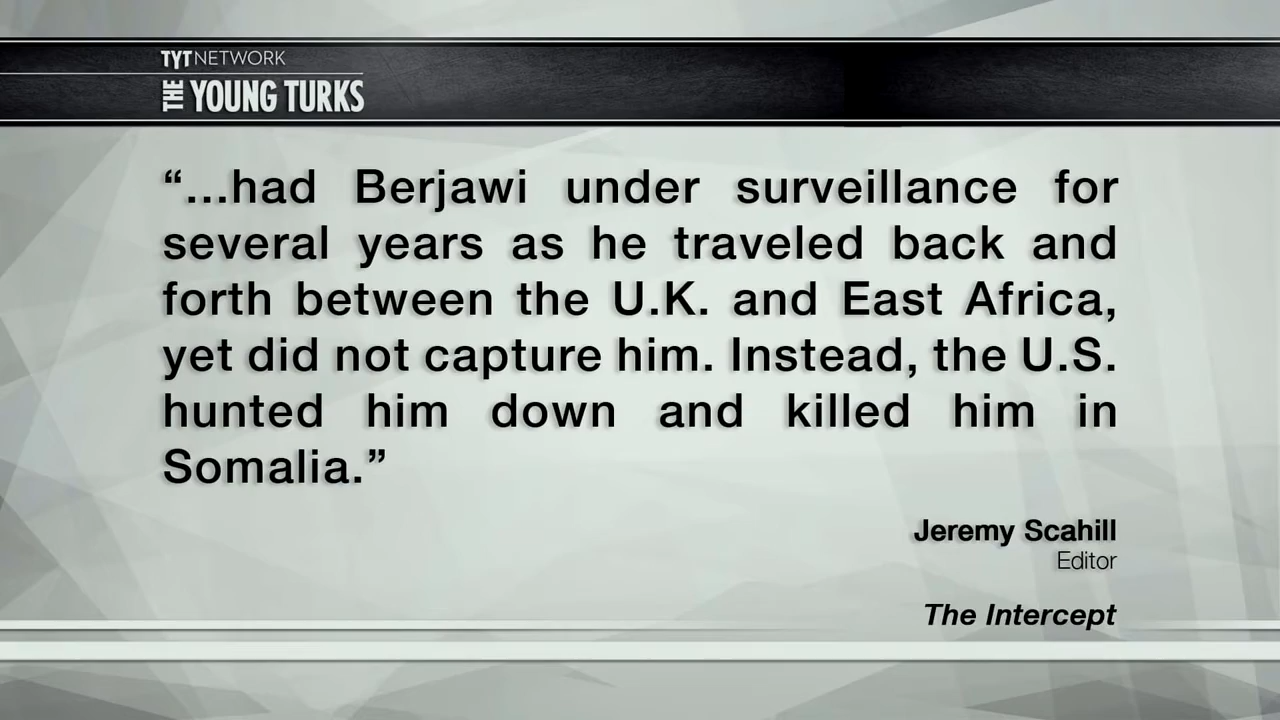 TYT NETWORK
THE YOUNG TURKS
“...had Berjawi under surveillance for
several years as he traveled back and
forth between the U.K. and East Africa,
yet did not capture him. Instead, the U.S.
hunted him down and killed him in
Somalia.”
Jeremy Scahill
Editor
The Intercept